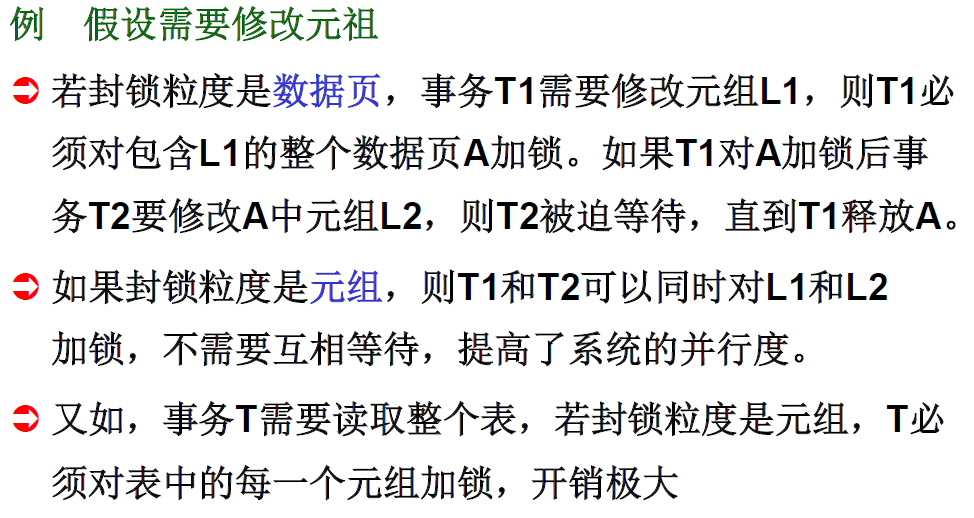 例 假设需要修改元祖
若封锁粒度是数据页，事务T1需要修改元组L1，则T1必
须对包含L1的整个数据页A加锁。如果T1对A加锁后事
务T2要修改A中元组L2，则T2被迫等待，直到T1释放A。
如果封锁粒度是元组，则T1和T2可以同时对L1和L2
加锁，不需要互相等待，提高了系统的并行度。
又如，事务T需要读取整个表，若封锁粒度是元组，T必
须对表中的每一个元组加锁，开销极大